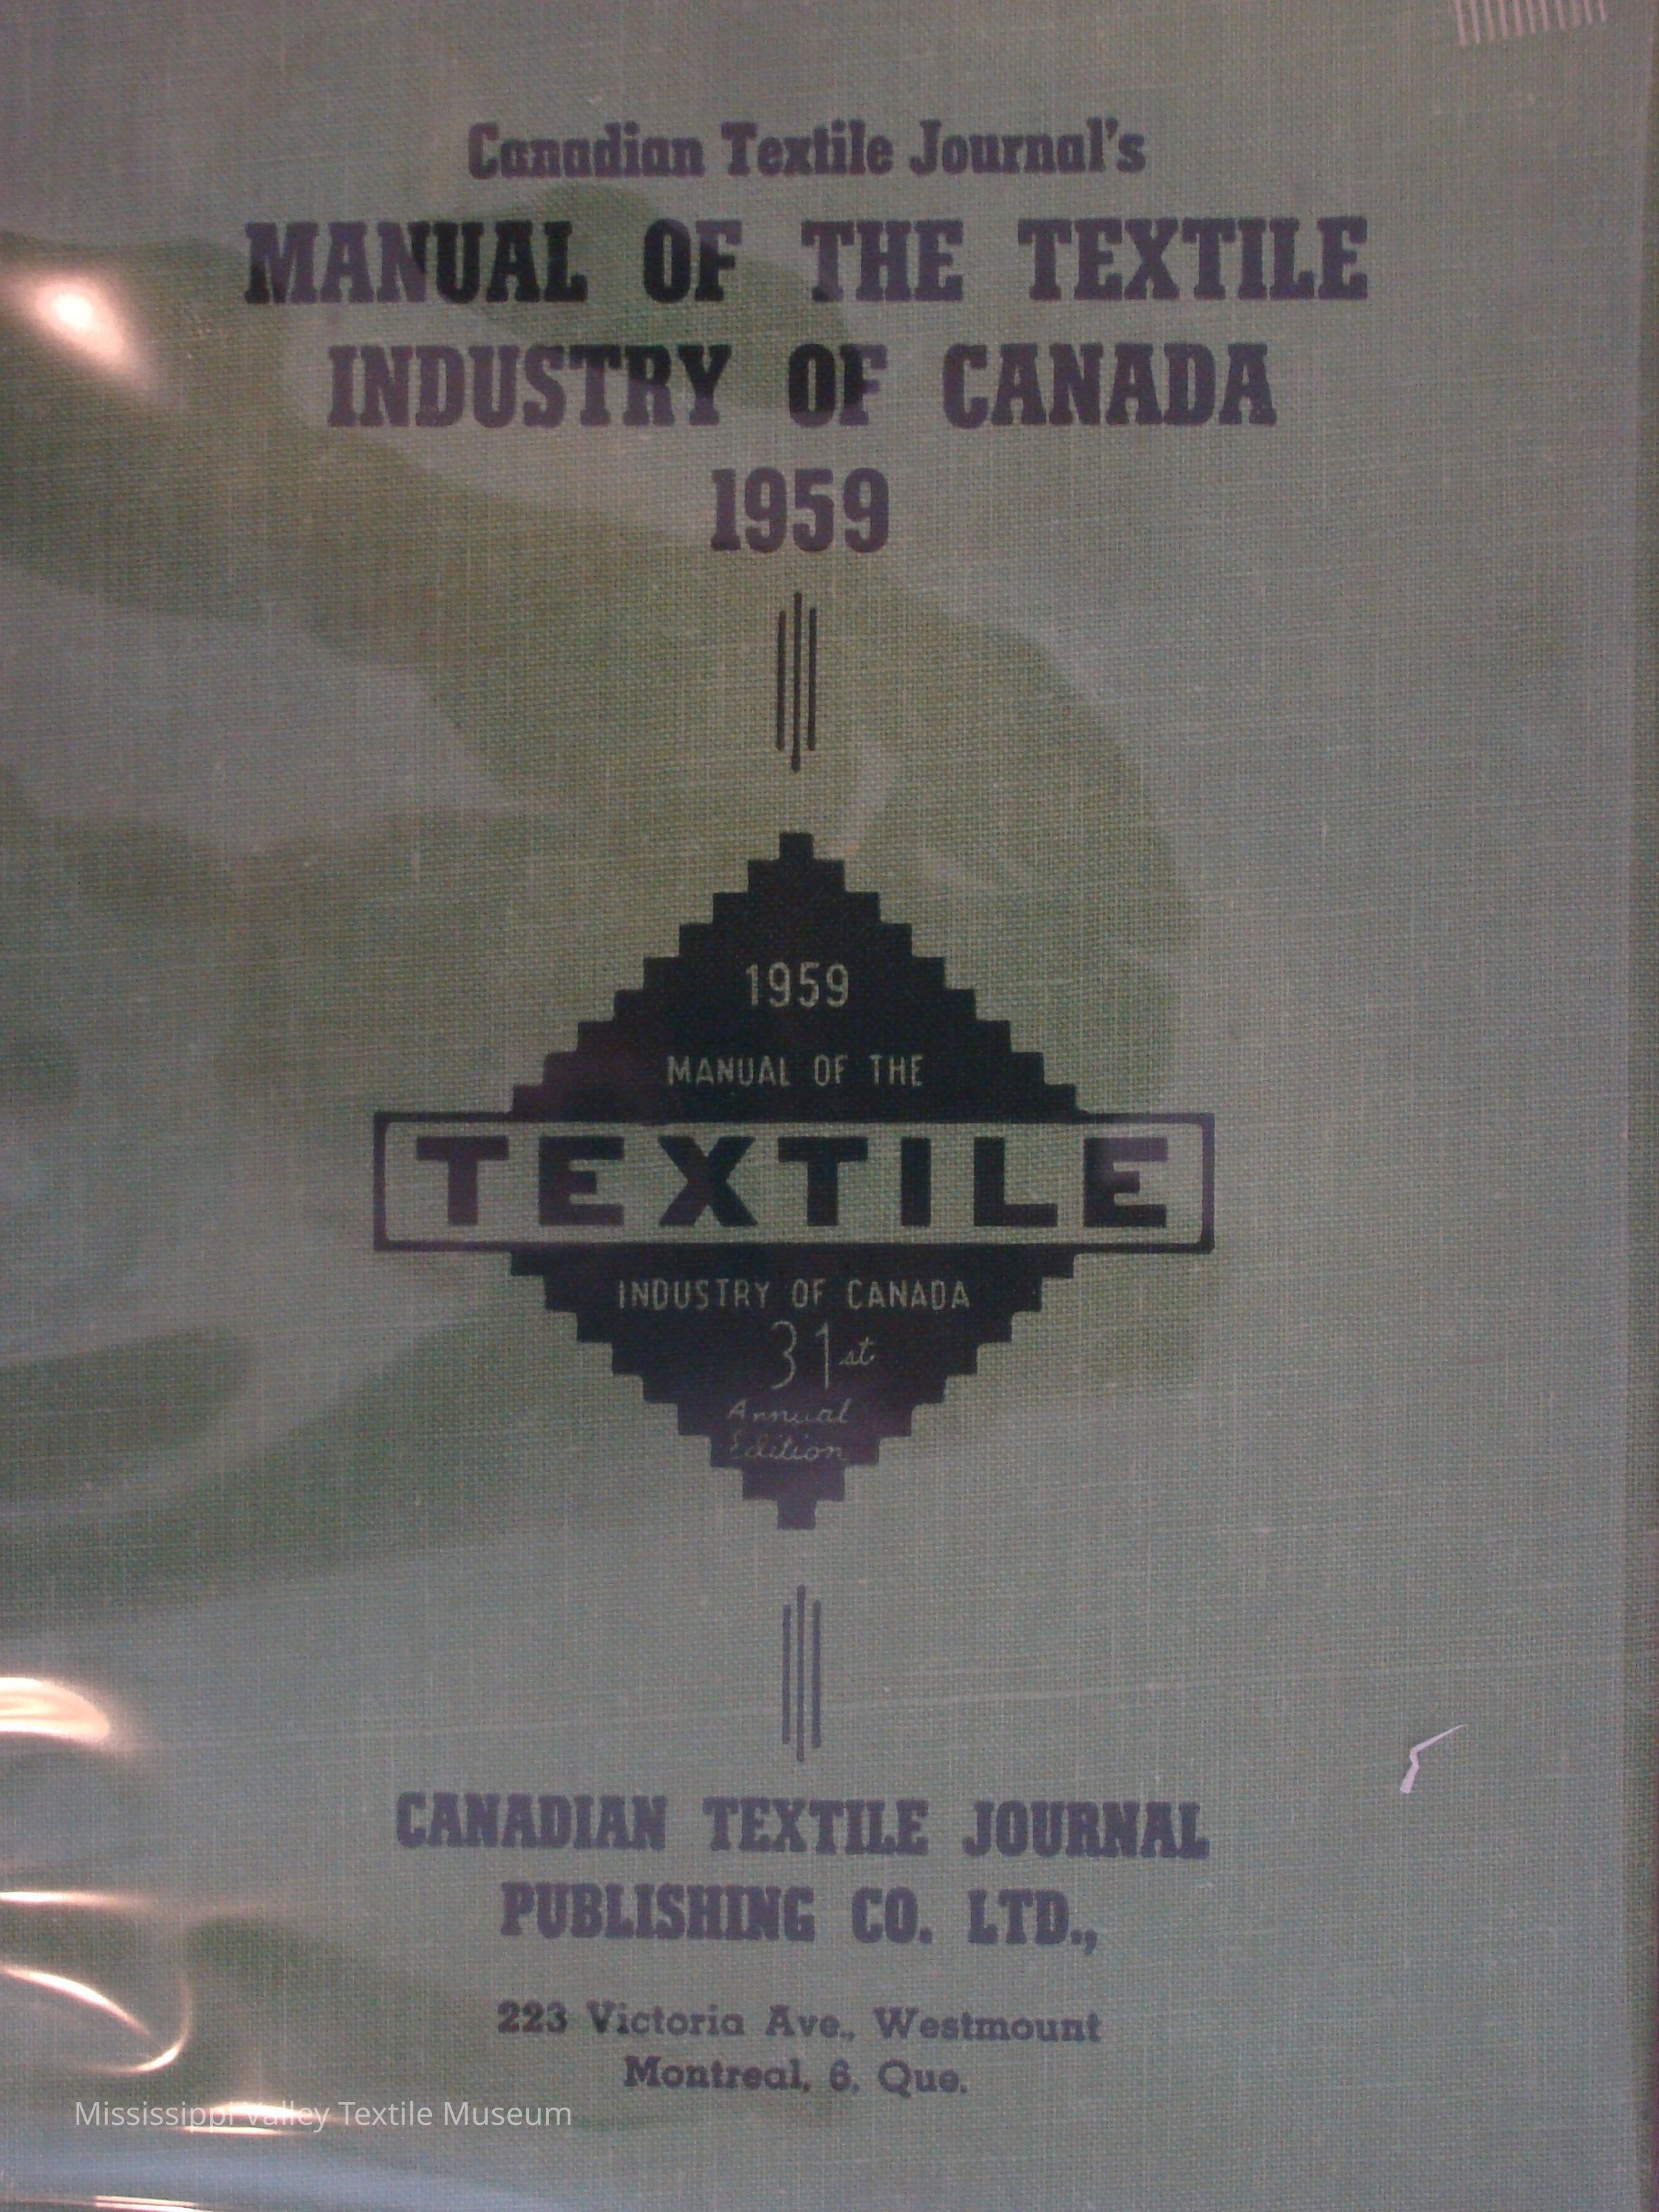 Canadian Textile Journal's
MANUAL OF THE TEXTILE
INDUSTRY OF CANADA
1959
1959
MANUAL OF THE
TEXTILE
INDUSTRY OF CANADA
31st
Annual
Edition
CANADIAN TEXTILE JOURNAL
PUBLISHING CO. LTD.,
223 Victoria Ave., Westmount
Montreal, 6, Que.
Mississippi Valley Textile Museum